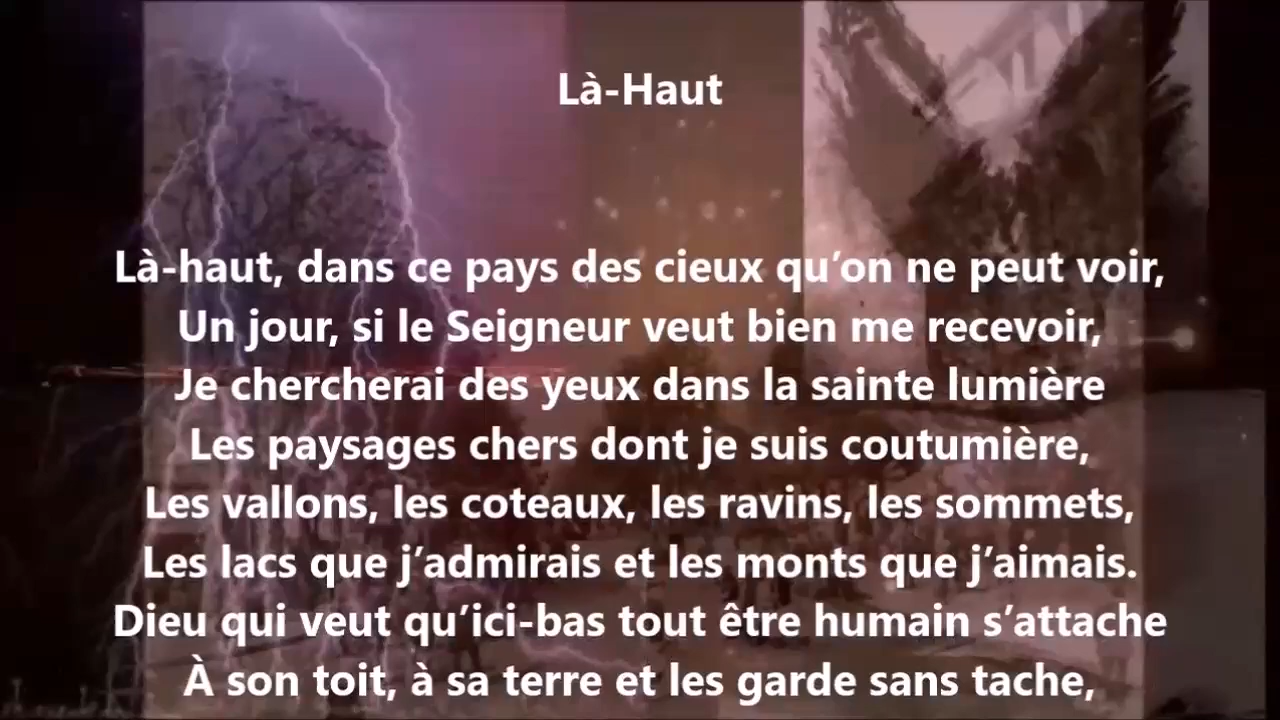 Là-Haut
Là-haut, dans ce pays des cieux qu’on ne peut voir,
Un jour, si le Seigneur veut bien me recevoir,
Je chercherai des yeux dans la sainte lumière
Les paysages chers dont je suis coutumière,
Les vallons, les coteaux, les ravins, les sommets,
Les lacs que j’admirais et les monts que j’aimais.
Dieu qui veut qu’ici-bas tout être humain s’attache
À son toit, à sa terre et les garde sans tache,